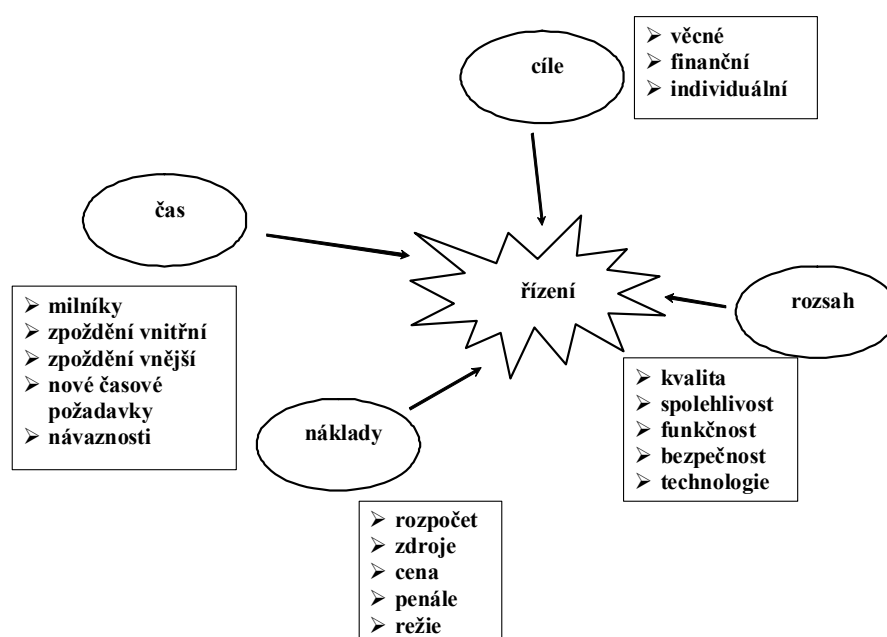 cíle
➢ věcné
➢ finanční
➢ individuální
čas
➢ milníky
➢ zpoždění vnitřní
➢ zpoždění vnější
➢ nové časové
požadavky
➢ návaznosti
řízení
rozsah
➢ kvalita
➢ spolehlivost
➢ funkčnost
➢ bezpečnost
➢ technologie
náklady
➢ rozpočet
➢ zdroje
➢ cena
➢ penále
➢ režie